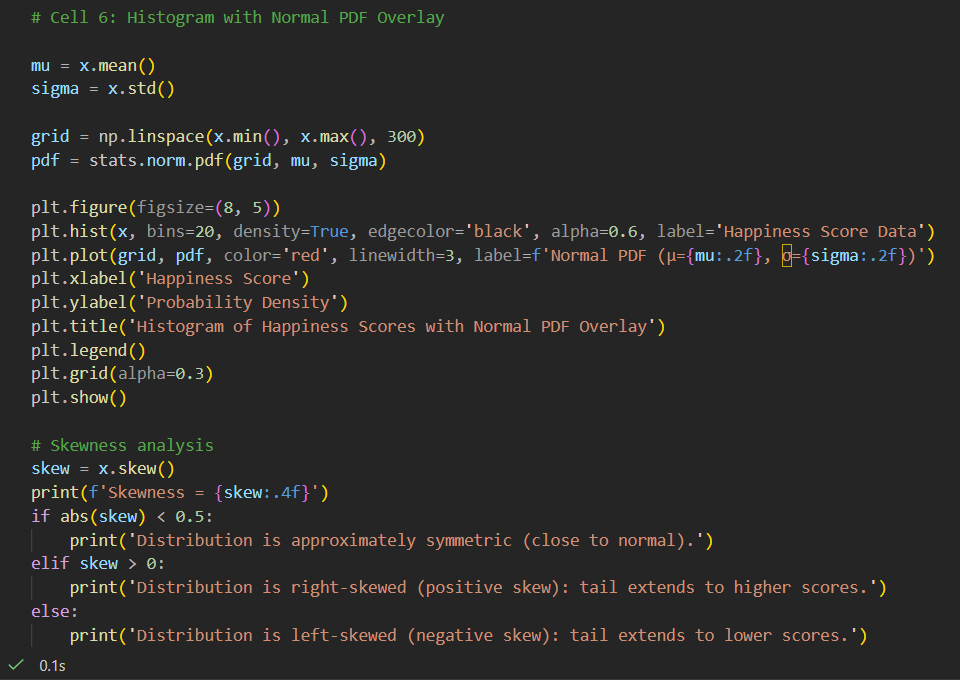 # Cell 6: Histogram with Normal PDF Overlay

mu = x.mean()
sigma = x.std()

grid = np.linspace(x.min(), x.max(), 300)
pdf = stats.norm.pdf(grid, mu, sigma)

plt.figure(figsize=(8, 5))
plt.hist(x, bins=20, density=True, edgecolor='black', alpha=0.6, label='Happiness Score Data')
plt.plot(grid, pdf, color='red', linewidth=3, label=f'Normal PDF (μ={mu:.2f}, σ={sigma:.2f})')
plt.xlabel('Happiness Score')
plt.ylabel('Probability Density')
plt.title('Histogram of Happiness Scores with Normal PDF Overlay')
plt.legend()
plt.grid(alpha=0.3)
plt.show()

# Skewness analysis
skew = x.skew()
print(f'Skewness = {skew:.4f}')
if abs(skew) < 0.5:
    print('Distribution is approximately symmetric (close to normal).')
elif skew > 0:
    print('Distribution is right-skewed (positive skew): tail extends to higher scores.')
else:
    print('Distribution is left-skewed (negative skew): tail extends to lower scores.')
✓ 0.1s